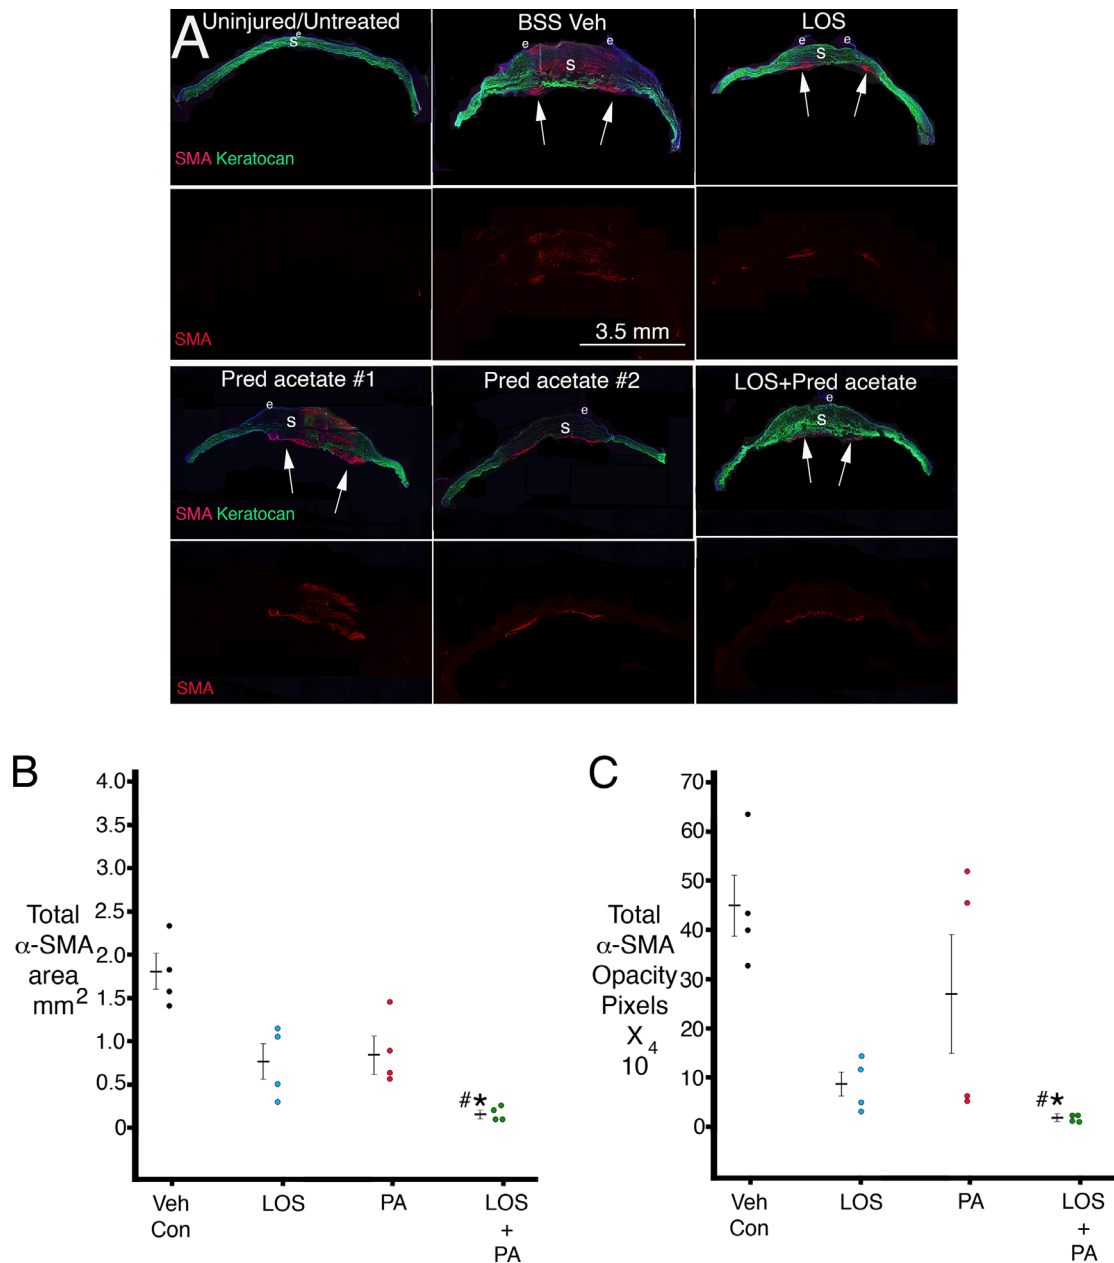 A
Uninjured/Untreated
e
S
SMA Keratocan
BSS Veh
e e
S
LOS
e e
S
SMA
3.5 mm
Pred acetate #1
e
S
SMA Keratocan
Pred acetate #2
e
S
LOS+Pred acetate
e
S
SMA
B
Total
α-SMA
area
mm2
4.0
3.0
2.5
2.0
1.5
1.0
0.5
0
#*
Veh
Con
LOS
PA
LOS
+
PA
C
Total
α-SMA
Opacity
Pixels
X
10 4
70
60
50
40
30
20
10
0
#*
Veh
Con
LOS
PA
LOS
+
PA